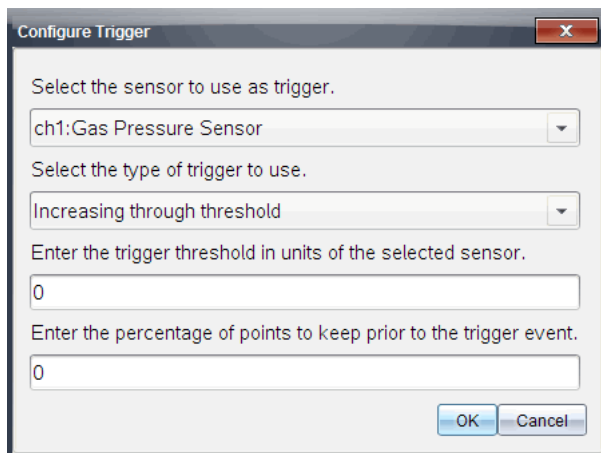 Configure Trigger
x
Select the sensor to use as trigger.
ch1:Gas Pressure Sensor
Select the type of trigger to use.
Increasing through threshold
Enter the trigger threshold in units of the selected sensor.
0
Enter the percentage of points to keep prior to the trigger event.
0
OK Cancel